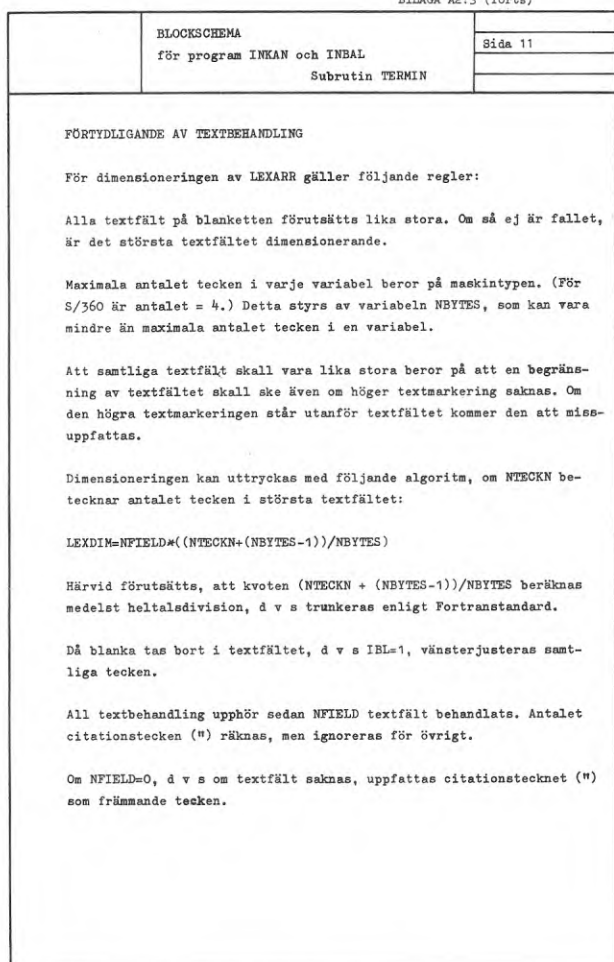 BILAGA A2.3 (forts)
BLOCKSCHEMA
för program INKAN och INBAL
Subrutin TERMIN
Sida 11
FÖRTYDLIGANDE AV TEXTBEHANDLING
För dimensioneringen av LEXARR gäller följande regler:
Alla textfält på blanketten förutsätts lika stora. Om så ej är fallet,
är det största textfältet dimensionerande.
Maximala antalet tecken i varje variabel beror på maskintypen. (För
S/360 är antalet = 4.) Detta styrs av variabeln NBYTES, som kan vara
mindre än maximala antalet tecken i en variabel.
Att samtliga textfält skall vara lika stora beror på att en begräns-
ning av textfältet skall ske även om höger textmarkering saknas. Om
den högra textmarkeringen står utanför textfältet kommer den att miss-
uppfattas.
Dimensioneringen kan uttryckas med följande algoritm, om NTECKN be-
tecknar antalet tecken i största textfältet:
LEXDIM=NFIELD*((NTECKN+(NBYTES-1))/NBYTES)
Härvid förutsätts, att kvoten (NTECKN + (NBYTES-1))/NBYTES beräknas
medelst heltalsdivision, d v s trunkeras enligt Fortranstandard.
Då blanka tas bort i textfältet, d v s IBL=1, vänsterjusteras samt-
liga tecken.
All textbehandling upphör sedan NFIELD textfält behandlats. Antalet
citationstecken (") räknas, men ignoreras för övrigt.
Om NFIELD=0, d v s om textfält saknas, uppfattas citationstecknet (")
som främmande tecken.